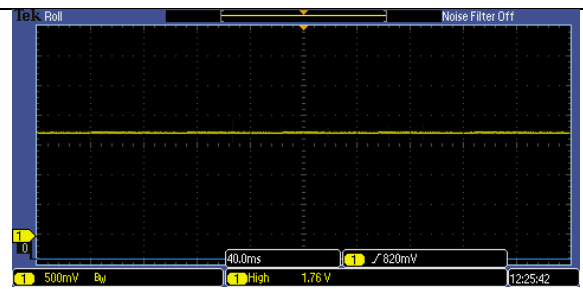 Tek Roll Noise Filter Off
1
0
40.0ms 1 820mV
1 500mV BW 1 High 1.76 V 12:25:42